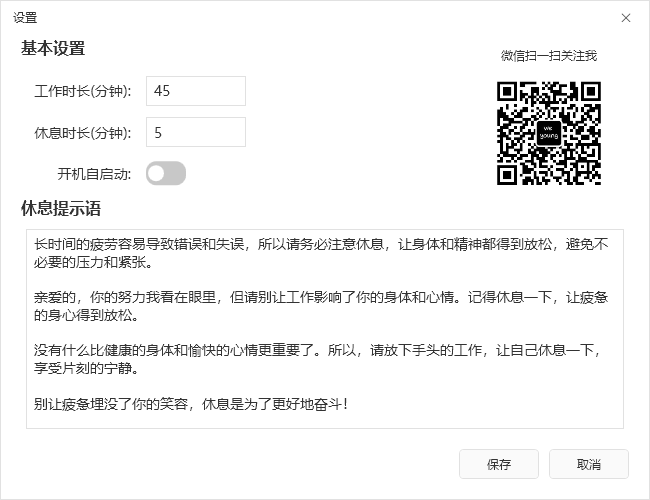 设置
基本设置
微信扫一扫关注我
工作时长(分钟): 45
休息时长(分钟): 5
we
young
开机自启动:
休息提示语
长时间的疲劳容易导致错误和失误，所以请务必注意休息，让身体和精神都得到放松，避免不
必要的压力和紧张。
亲爱的，你的努力我看在眼里，但请别让工作影响了你的身体和心情。记得休息一下，让疲惫
的身心得到放松。
没有什么比健康的身体和愉快的心情更重要了。所以，请放下手头的工作，让自己休息一下，
享受片刻的宁静。
别让疲惫埋没了你的笑容，休息是为了更好地奋斗！
保存
取消